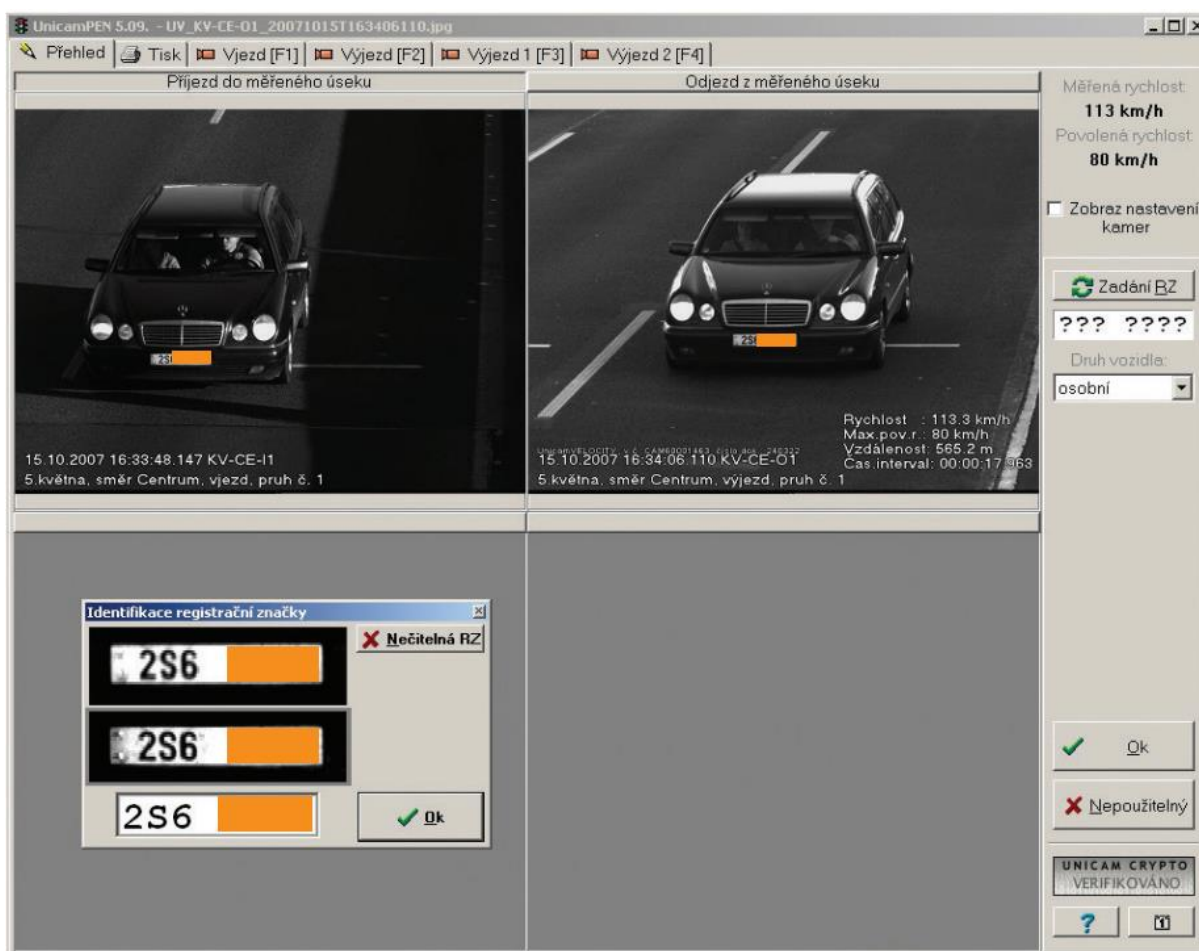 UnicamPEN 5.09. - UV_KV-CE-O1_20071015T163406110.jpg
Přehled Tisk Vjezd [F1] Výjezd [F2] Výjezd 1 [F3] Výjezd 2 [F4]
Příjezd do měřeného úseku
Odjezd z měřeného úseku
Měřená rychlost:
113 km/h
Povolená rychlost:
80 km/h
Zobraz nastavení
kamer
Zadání RZ
??? ????
Druh vozidla:
osobní
2S
15.10.2007 16:33:48.147 KV-CE-I1
5.května, směr Centrum, vjezd, pruh č. 1
2S6
Rychlost : 113.3 km/h
Max.pov.r.: 80 km/h
Vzdálenost: 565.2 m
Čas.interval: 00:00:17.963
15.10.2007 16:34:06.110 KV-CE-O1
5.května, směr Centrum, výjezd, pruh č. 1
Identifikace registrační značky
2S6
Nečitelná RZ
2S6
2S6
Ok
Ok
Nepoužitelný
UNICAM CRYPTO
VERIFIKOVÁNO
?